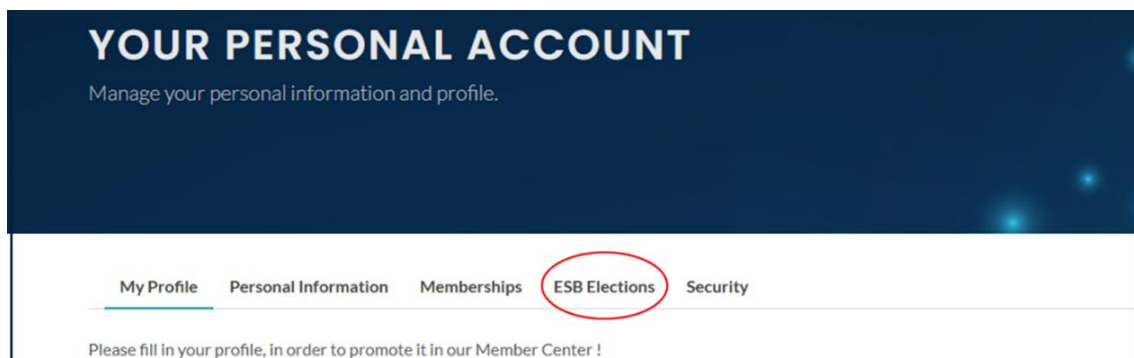 YOUR PERSONAL ACCOUNT
Manage your personal information and profile.
My Profile Personal Information Memberships ESB Elections Security
Please fill in your profile, in order to promote it in our Member Center !